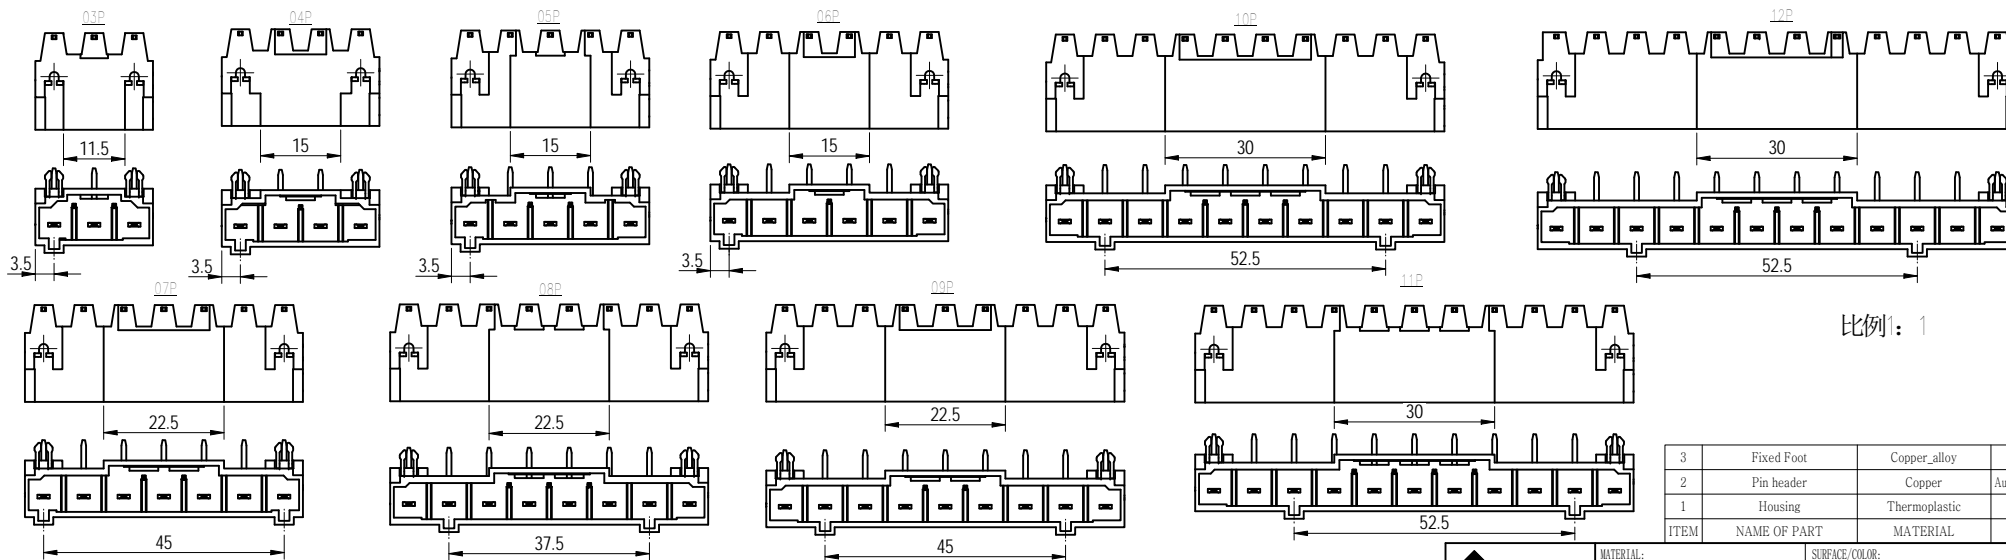 03P
04P
05P
06P
10P
12P
11.5
15
15
15
30
30
3.5
3.5
3.5
3.5
52.5
52.5
07P
08P
09P
11P
比例1：1
22.5
22.5
22.5
30
45
37.5
45
52.5
3 Fixed Foot Copper_alloy
2 Pin header Copper Au
1 Housing Thermoplastic
ITEM NAME OF PART MATERIAL
MATERIAL: SURFACE/COLOR: